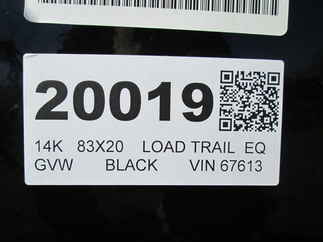 20019
14K 83X20 LOAD TRAIL EQ
GVW BLACK VIN 67613